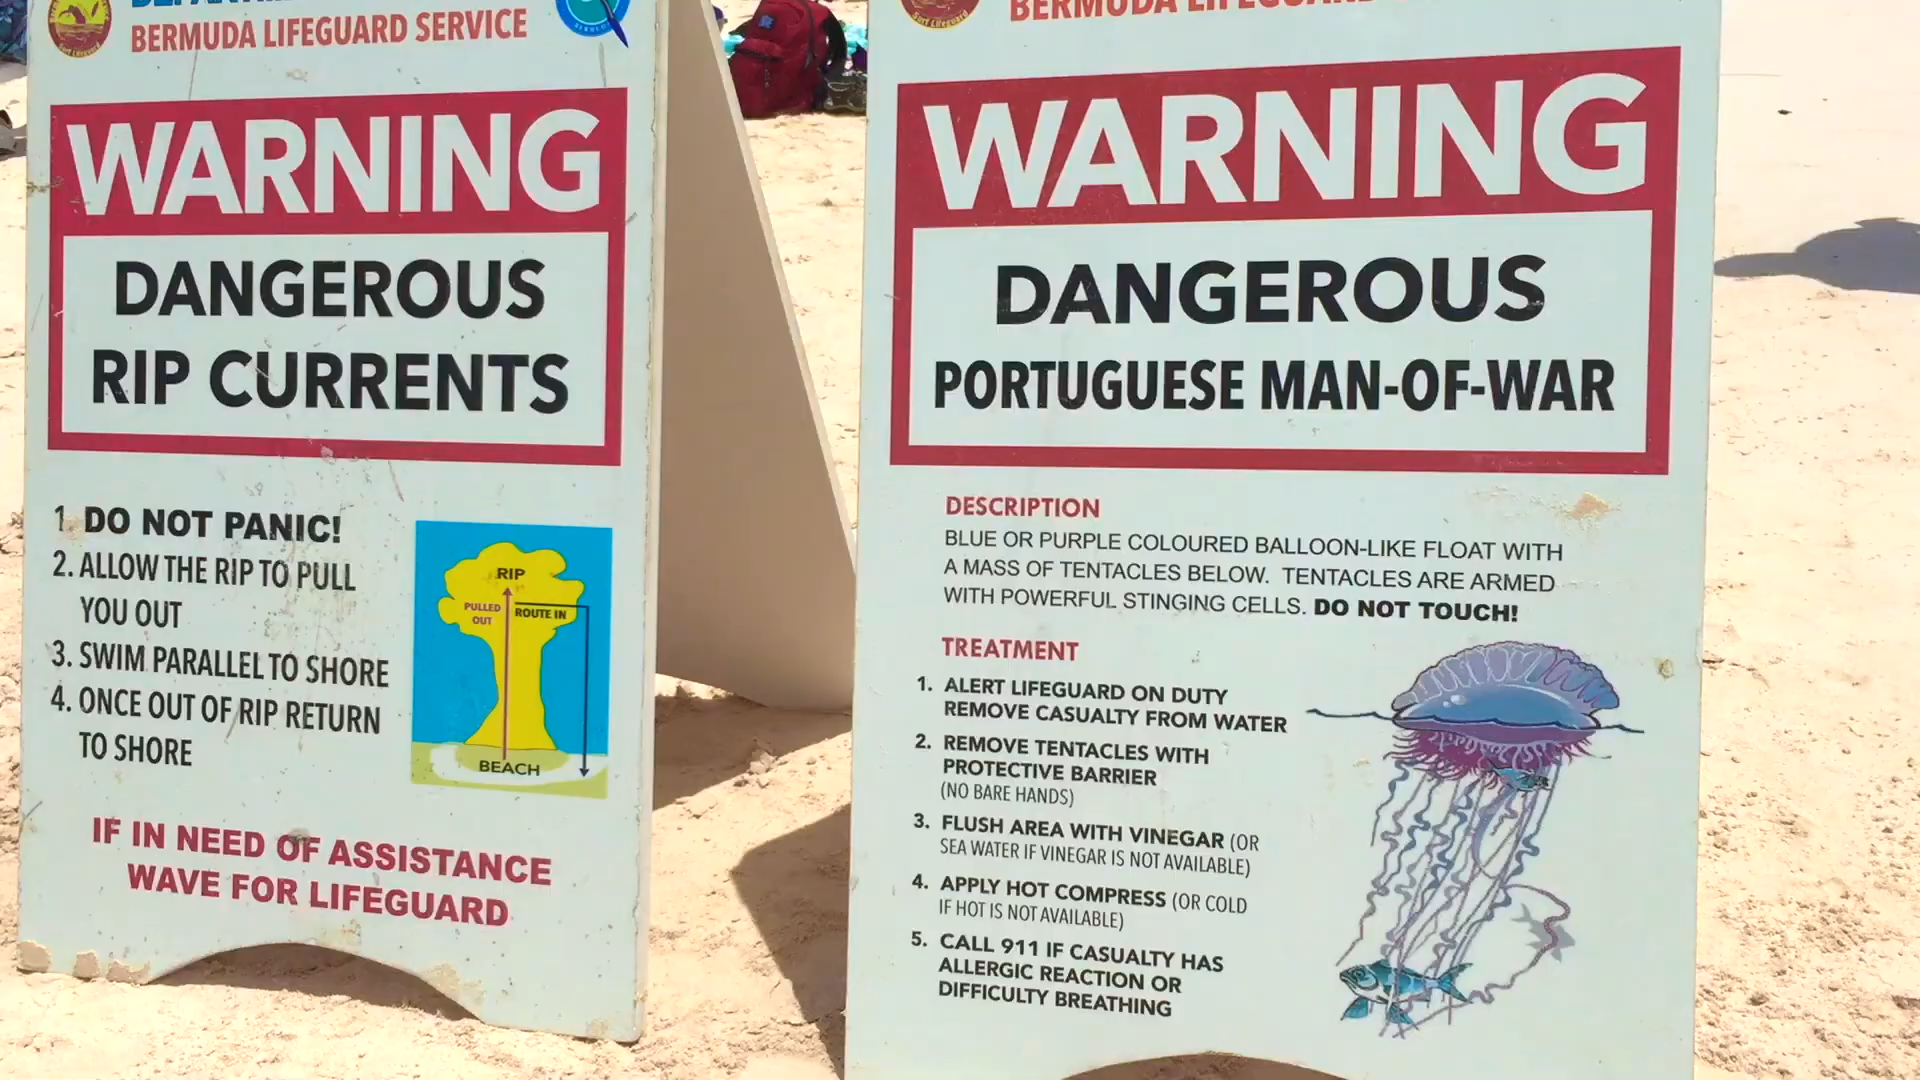 BERMUDA LIFEGUARD SERVICE
WARNING
DANGEROUS
RIP CURRENTS
1. DO NOT PANIC!
2. ALLOW THE RIP TO PULL
YOU OUT
3. SWIM PARALLEL TO SHORE
4. ONCE OUT OF RIP RETURN
TO SHORE
RIP
PULLED
OUT
ROUTE IN
BEACH
IF IN NEED OF ASSISTANCE
WAVE FOR LIFEGUARD
BERMUDA LIFEGUARD
WARNING
DANGEROUS
PORTUGUESE MAN-OF-WAR
DESCRIPTION
BLUE OR PURPLE COLOURED BALLOON-LIKE FLOAT WITH
A MASS OF TENTACLES BELOW. TENTACLES ARE ARMED
WITH POWERFUL STINGING CELLS. DO NOT TOUCH!
TREATMENT
1. ALERT LIFEGUARD ON DUTY
REMOVE CASUALTY FROM WATER
2. REMOVE TENTACLES WITH
PROTECTIVE BARRIER
(NO BARE HANDS)
3. FLUSH AREA WITH VINEGAR (OR
SEA WATER IF VINEGAR IS NOT AVAILABLE)
4. APPLY HOT COMPRESS (OR COLD
IF HOT IS NOT AVAILABLE)
5. CALL 911 IF CASUALTY HAS
ALLERGIC REACTION OR
DIFFICULTY BREATHING